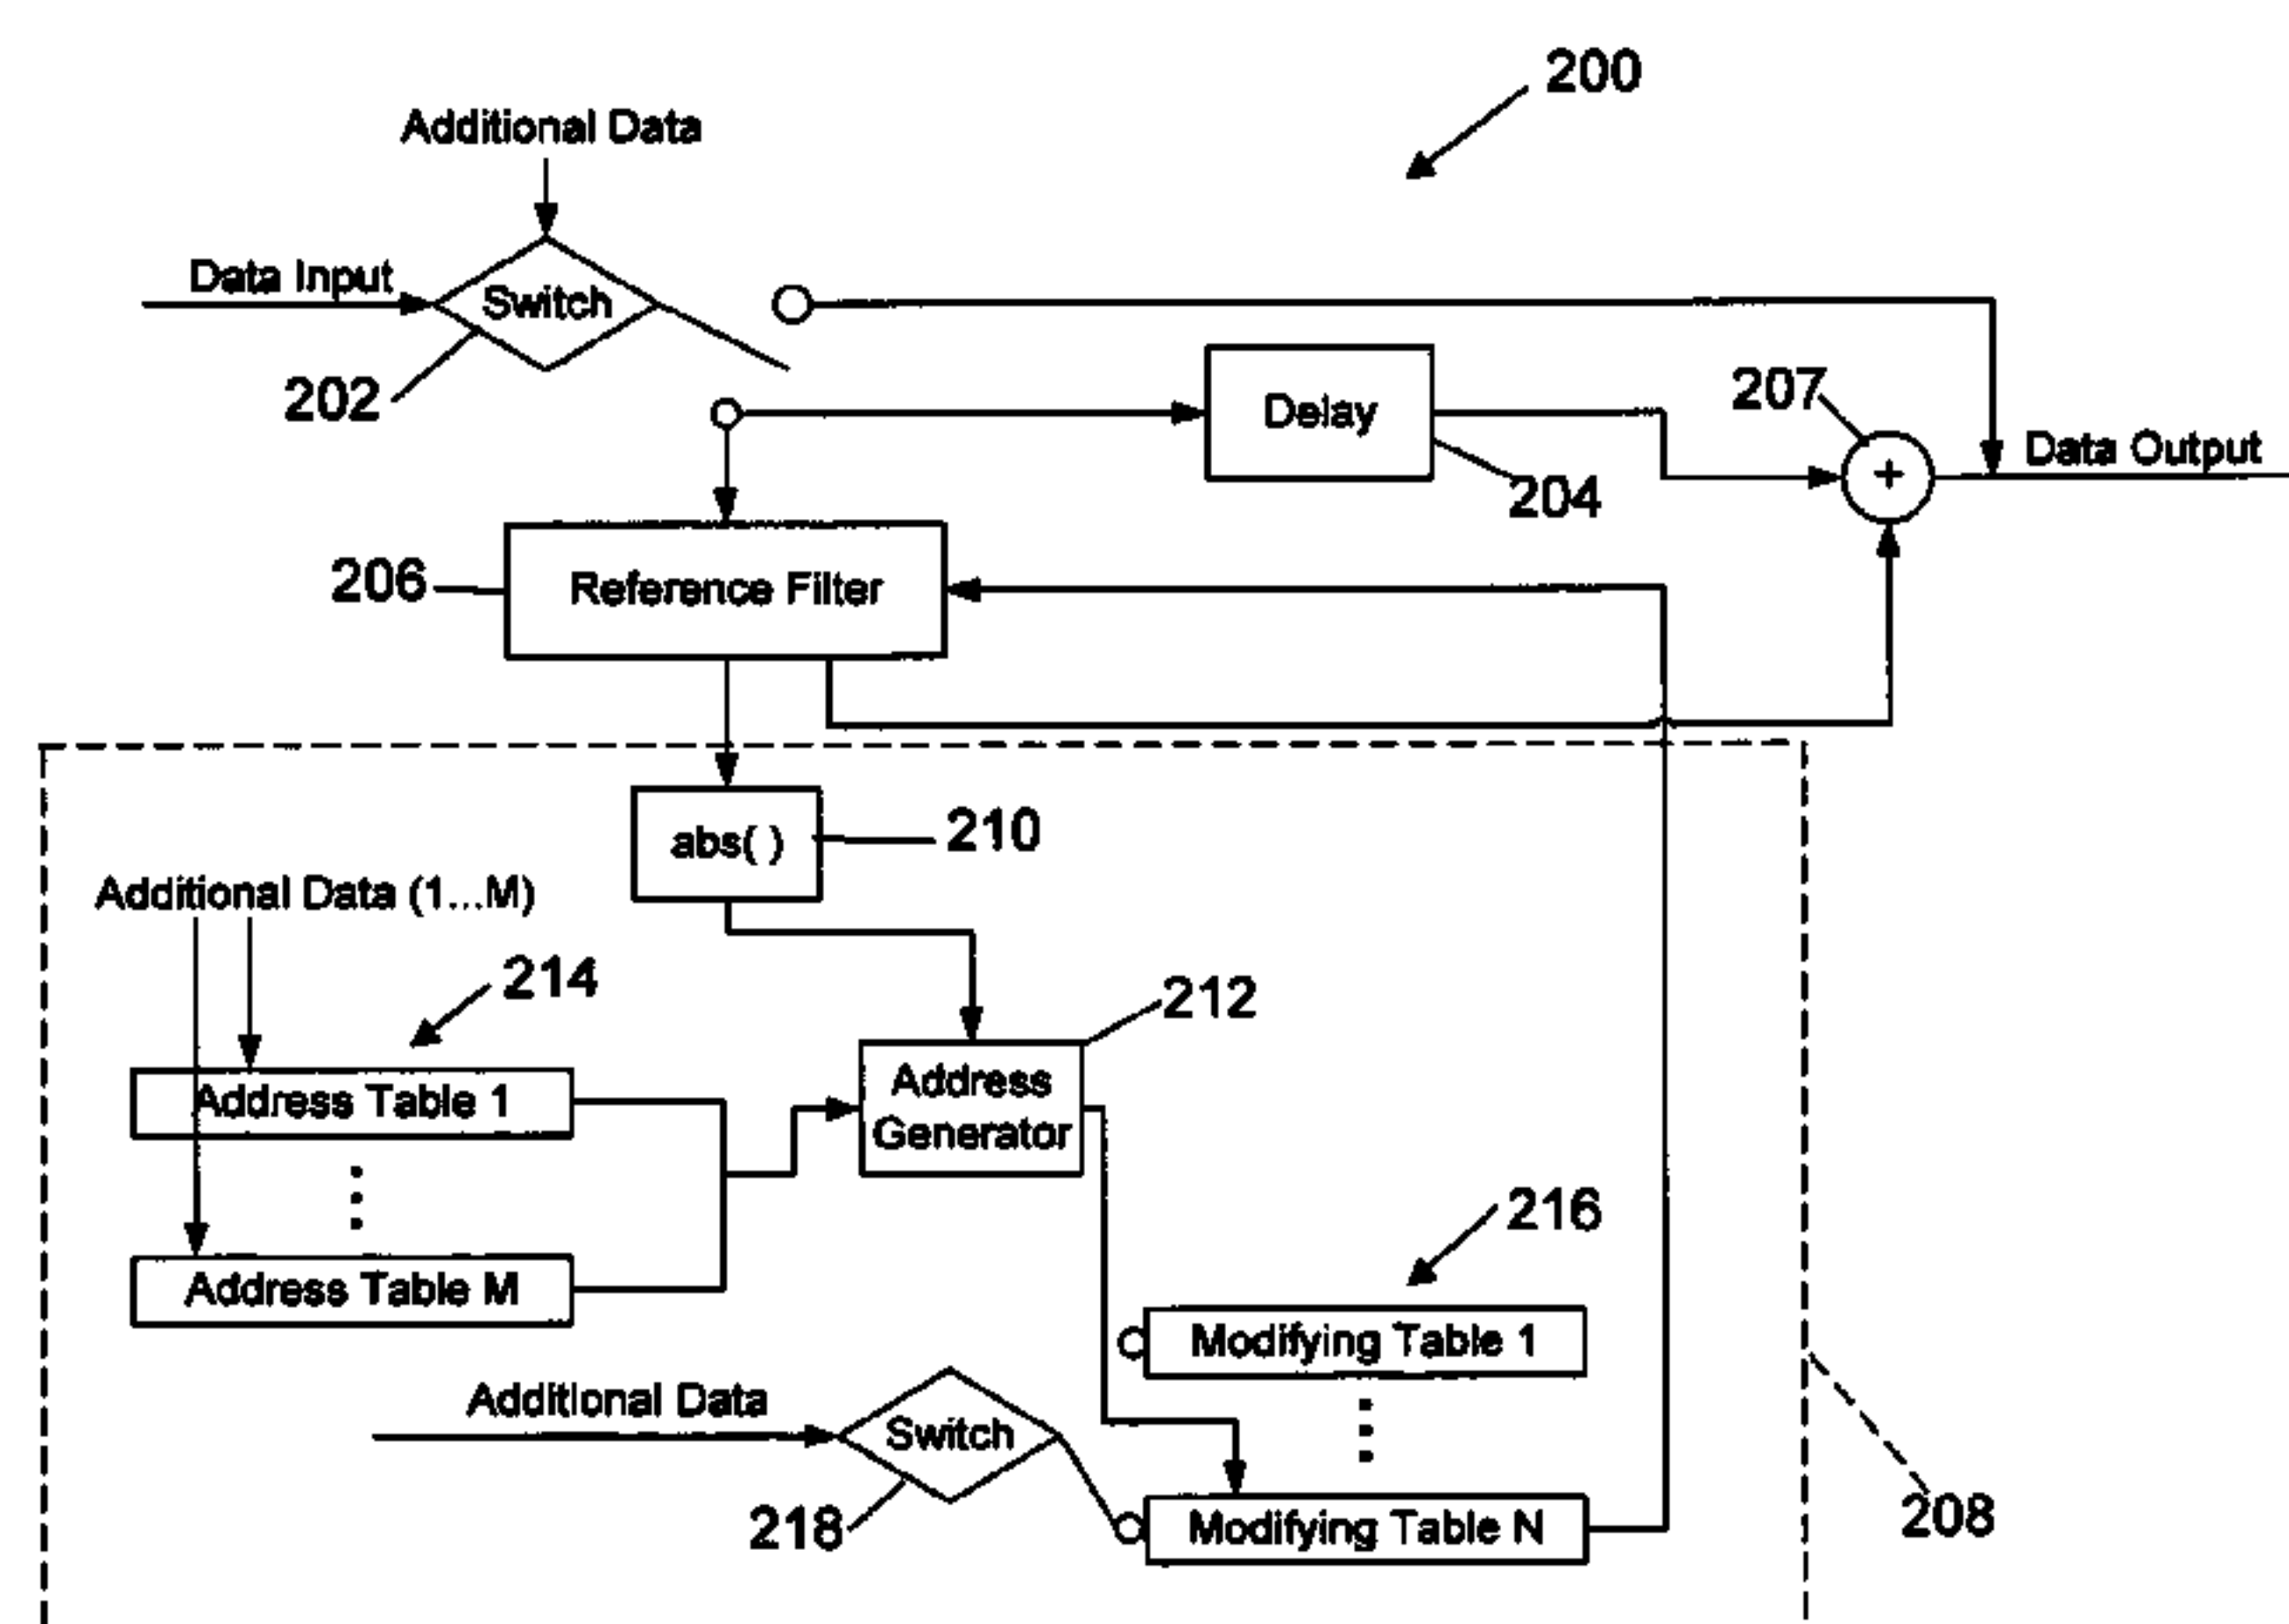 200
Additional Data
Data Input
Switch
202
Delay
204
207
+
Data Output
206
Reference Filter
abs( )
210
Additional Data (1...M)
214
212
Address Table 1
Address
Generator
Address Table M
216
Modifying Table 1
Additional Data
Switch
218
Modifying Table N
208